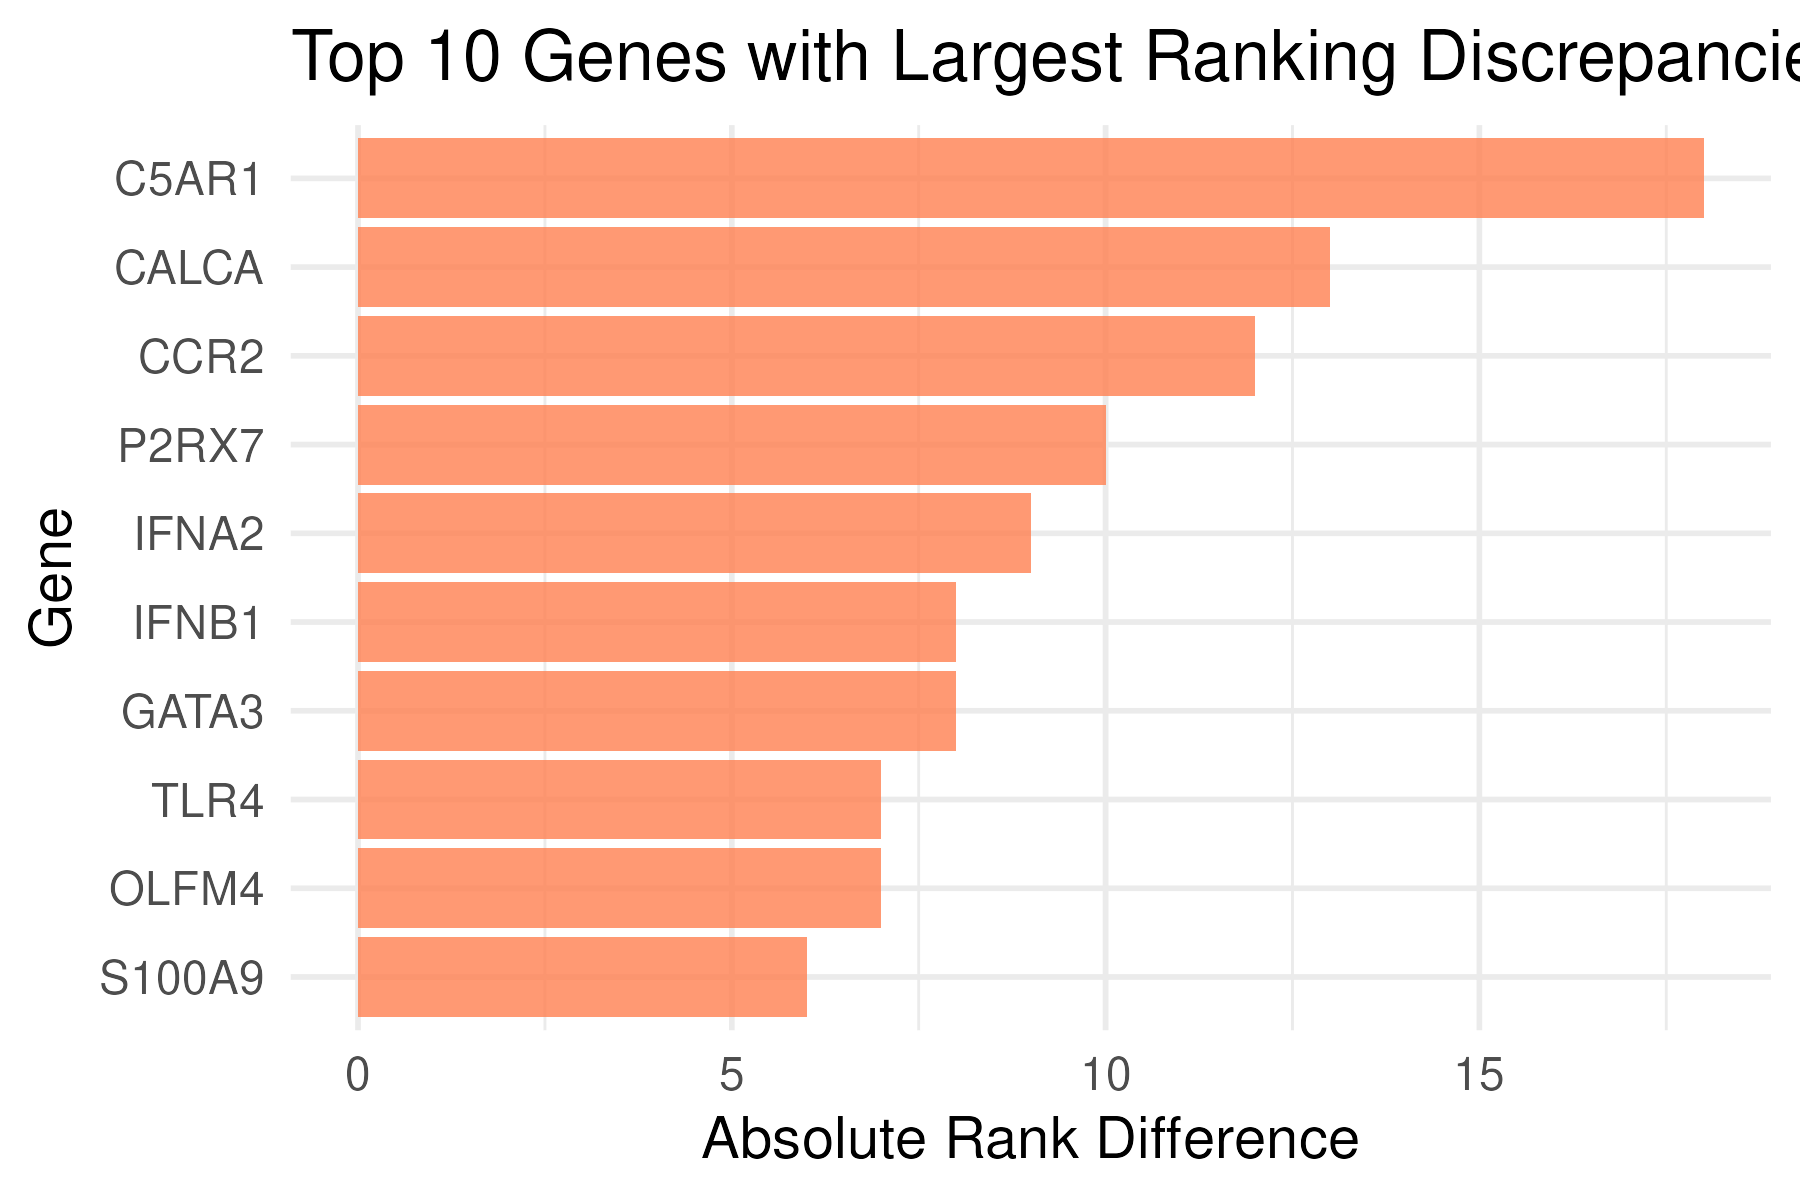 Top 10 Genes with Largest Ranking Discrepancie
C5AR1
CALCA
CCR2
P2RX7
IFNA2
IFNB1
GATA3
TLR4
OLFM4
S100A9
Gene
0 5 10 15
Absolute Rank Difference